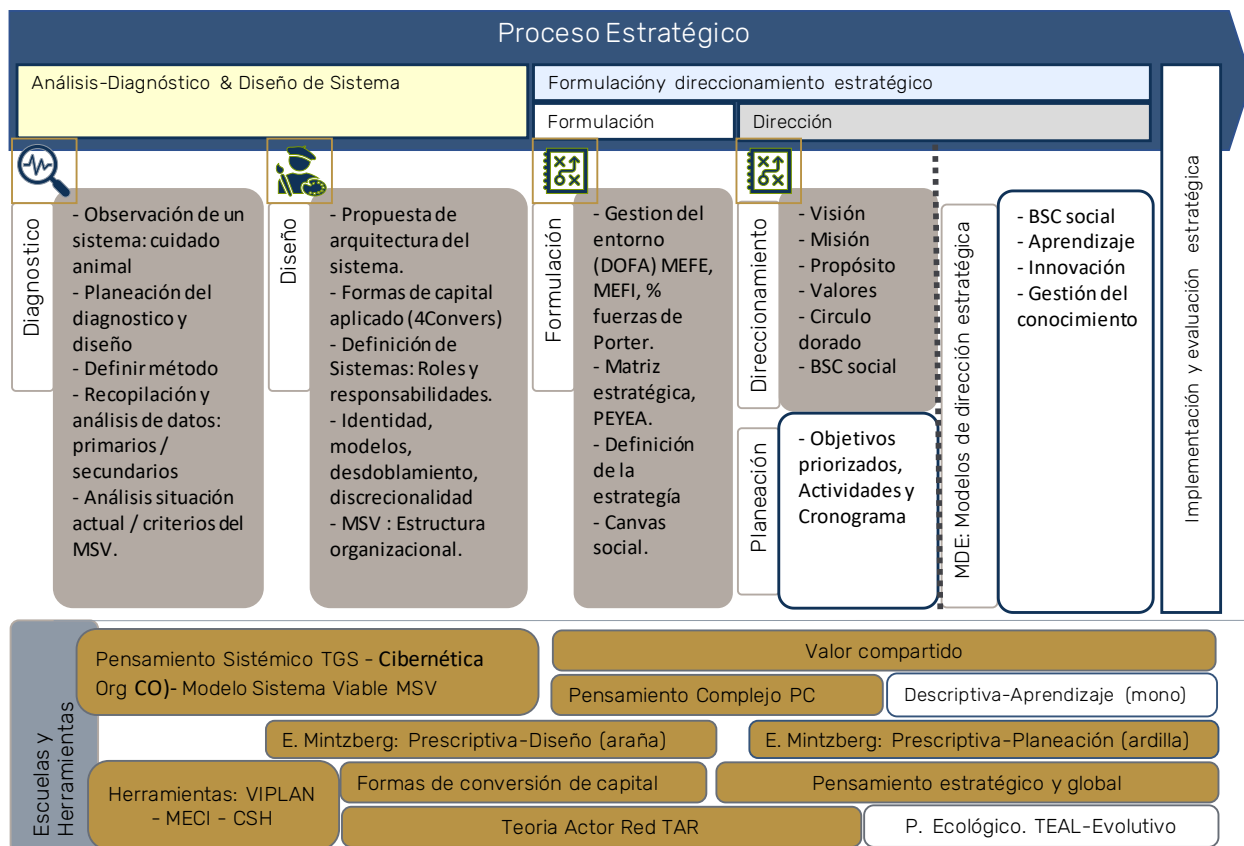 Proceso Estratégico
Análisis-Diagnóstico & Diseño de Sistema
Formulacióny direccionamiento estratégico
Formulación
Dirección
Diagnostico
- Observación de un
sistema: cuidado
animal
- Planeación del
diagnostico y
diseño
- Definir método
- Recopilación y
análisis de datos:
primarios /
secundarios
- Análisis situación
actual / criterios del
MSV.
Diseño
- Propuesta de
arquitectura del
sistema.
- Formas de capital
aplicado (4Convers)
- Definición de
Sistemas: Roles y
responsabilidades.
- Identidad,
modelos,
desdoblamiento,
discrecionalidad
- MSV : Estructura
organizacional.
Formulación
- Gestion del
entorno
(DOFA) MEFE,
MEFI, %
fuerzas de
Porter.
- Matriz
estratégica,
PEYEA.
- Definición
de la
estrategía
- Canvas
social.
Direccionamiento
- Visión
- Misión
- Propósito
- Valores
- Circulo
dorado
- BSC social
Planeación
- Objetivos
priorizados,
Actividades y
Cronograma
MDE: Modelos de dirección estratégica
- BSC social
- Aprendizaje
- Innovación
- Gestión del
conocimiento
Implementación y evaluación estratégica
Escuelas y
Herramientas
Pensamiento Sistémico TGS - Cibernética
Org CO)- Modelo Sistema Viable MSV
Valor compartido
Pensamiento Complejo PC
Descriptiva-Aprendizaje (mono)
E. Mintzberg: Prescriptiva-Diseño (araña)
E. Mintzberg: Prescriptiva-Planeación (ardilla)
Herramientas: VIPLAN
- MECI - CSH
Formas de conversión de capital
Pensamiento estratégico y global
Teoria Actor Red TAR
P. Ecológico. TEAL-Evolutivo